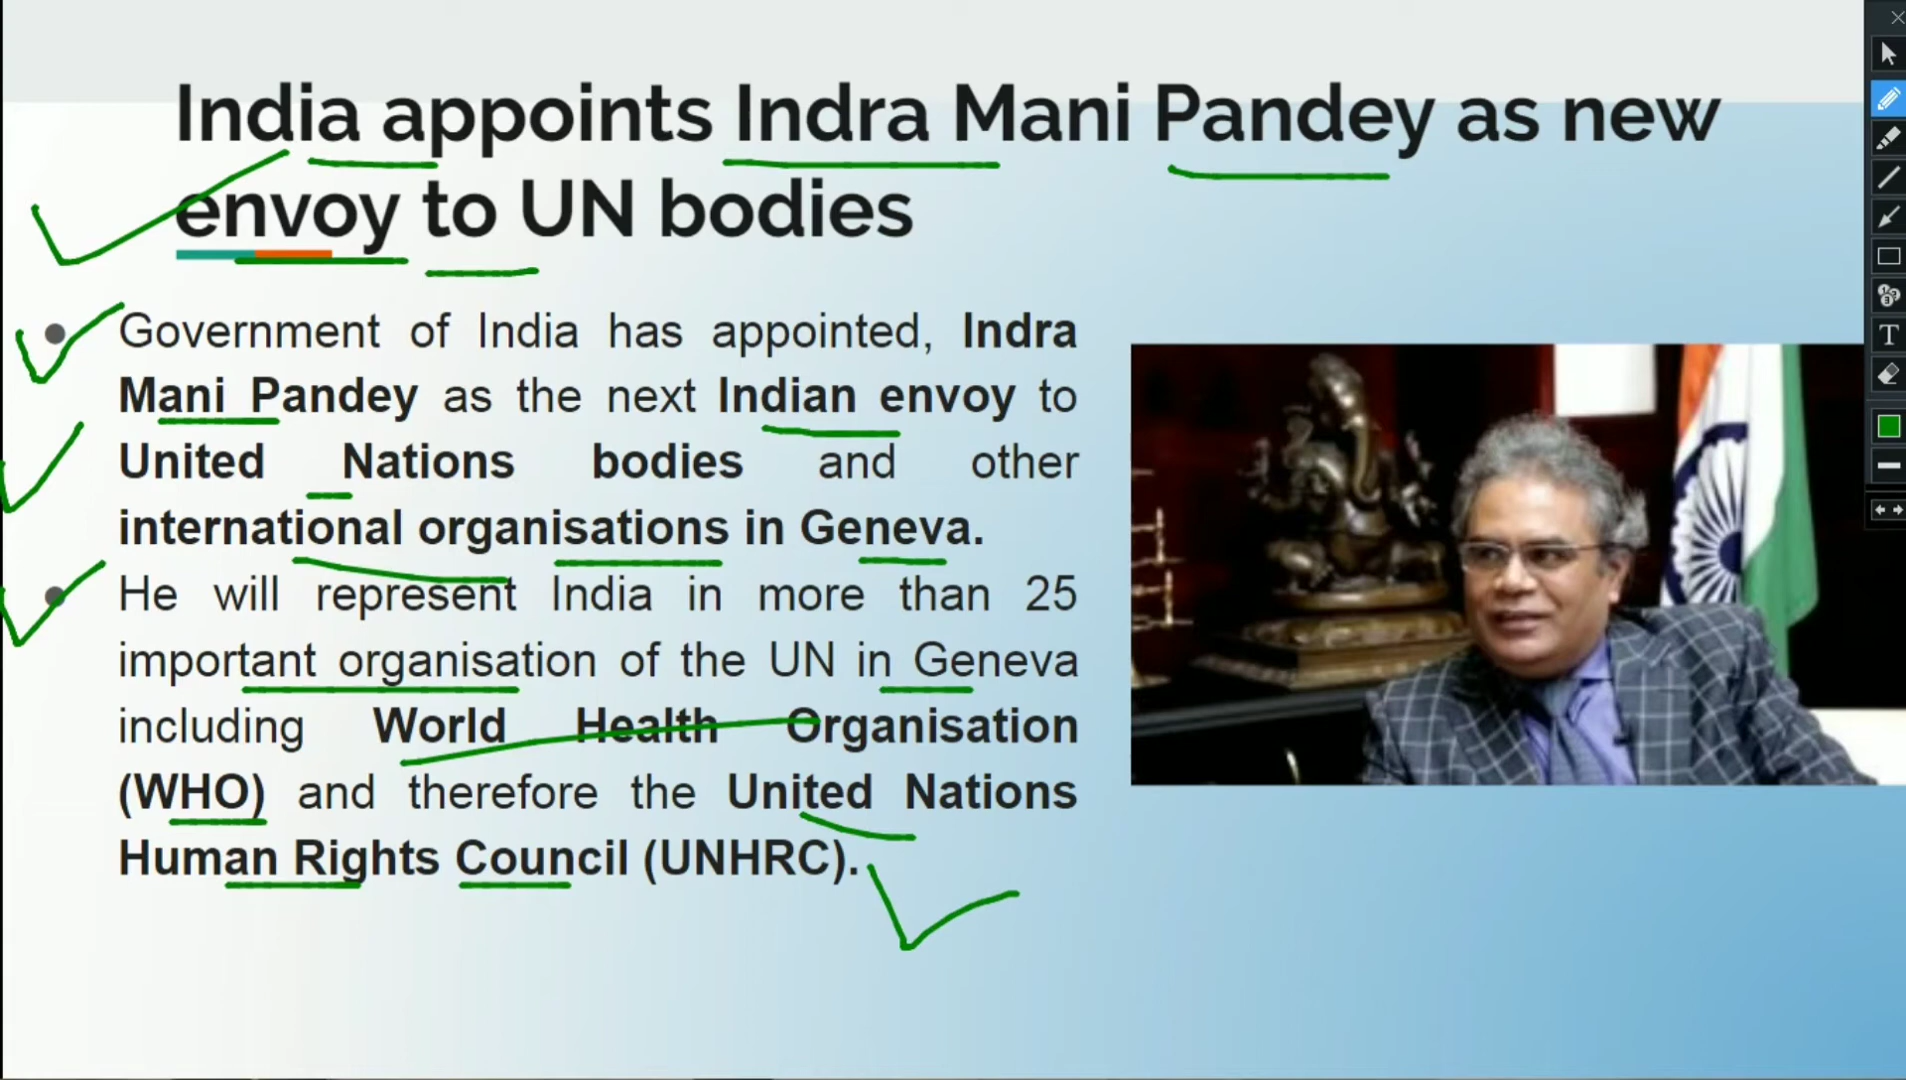 India appoints Indra Mani Pandey as new
envoy to UN bodies
Government of India has appointed, Indra
Mani Pandey as the next Indian envoy to
United Nations bodies and other
international organisations in Geneva.
He will represent India in more than 25
important organisation of the UN in Geneva
including World Health Organisation
(WHO) and therefore the United Nations
Human Rights Council (UNHRC).